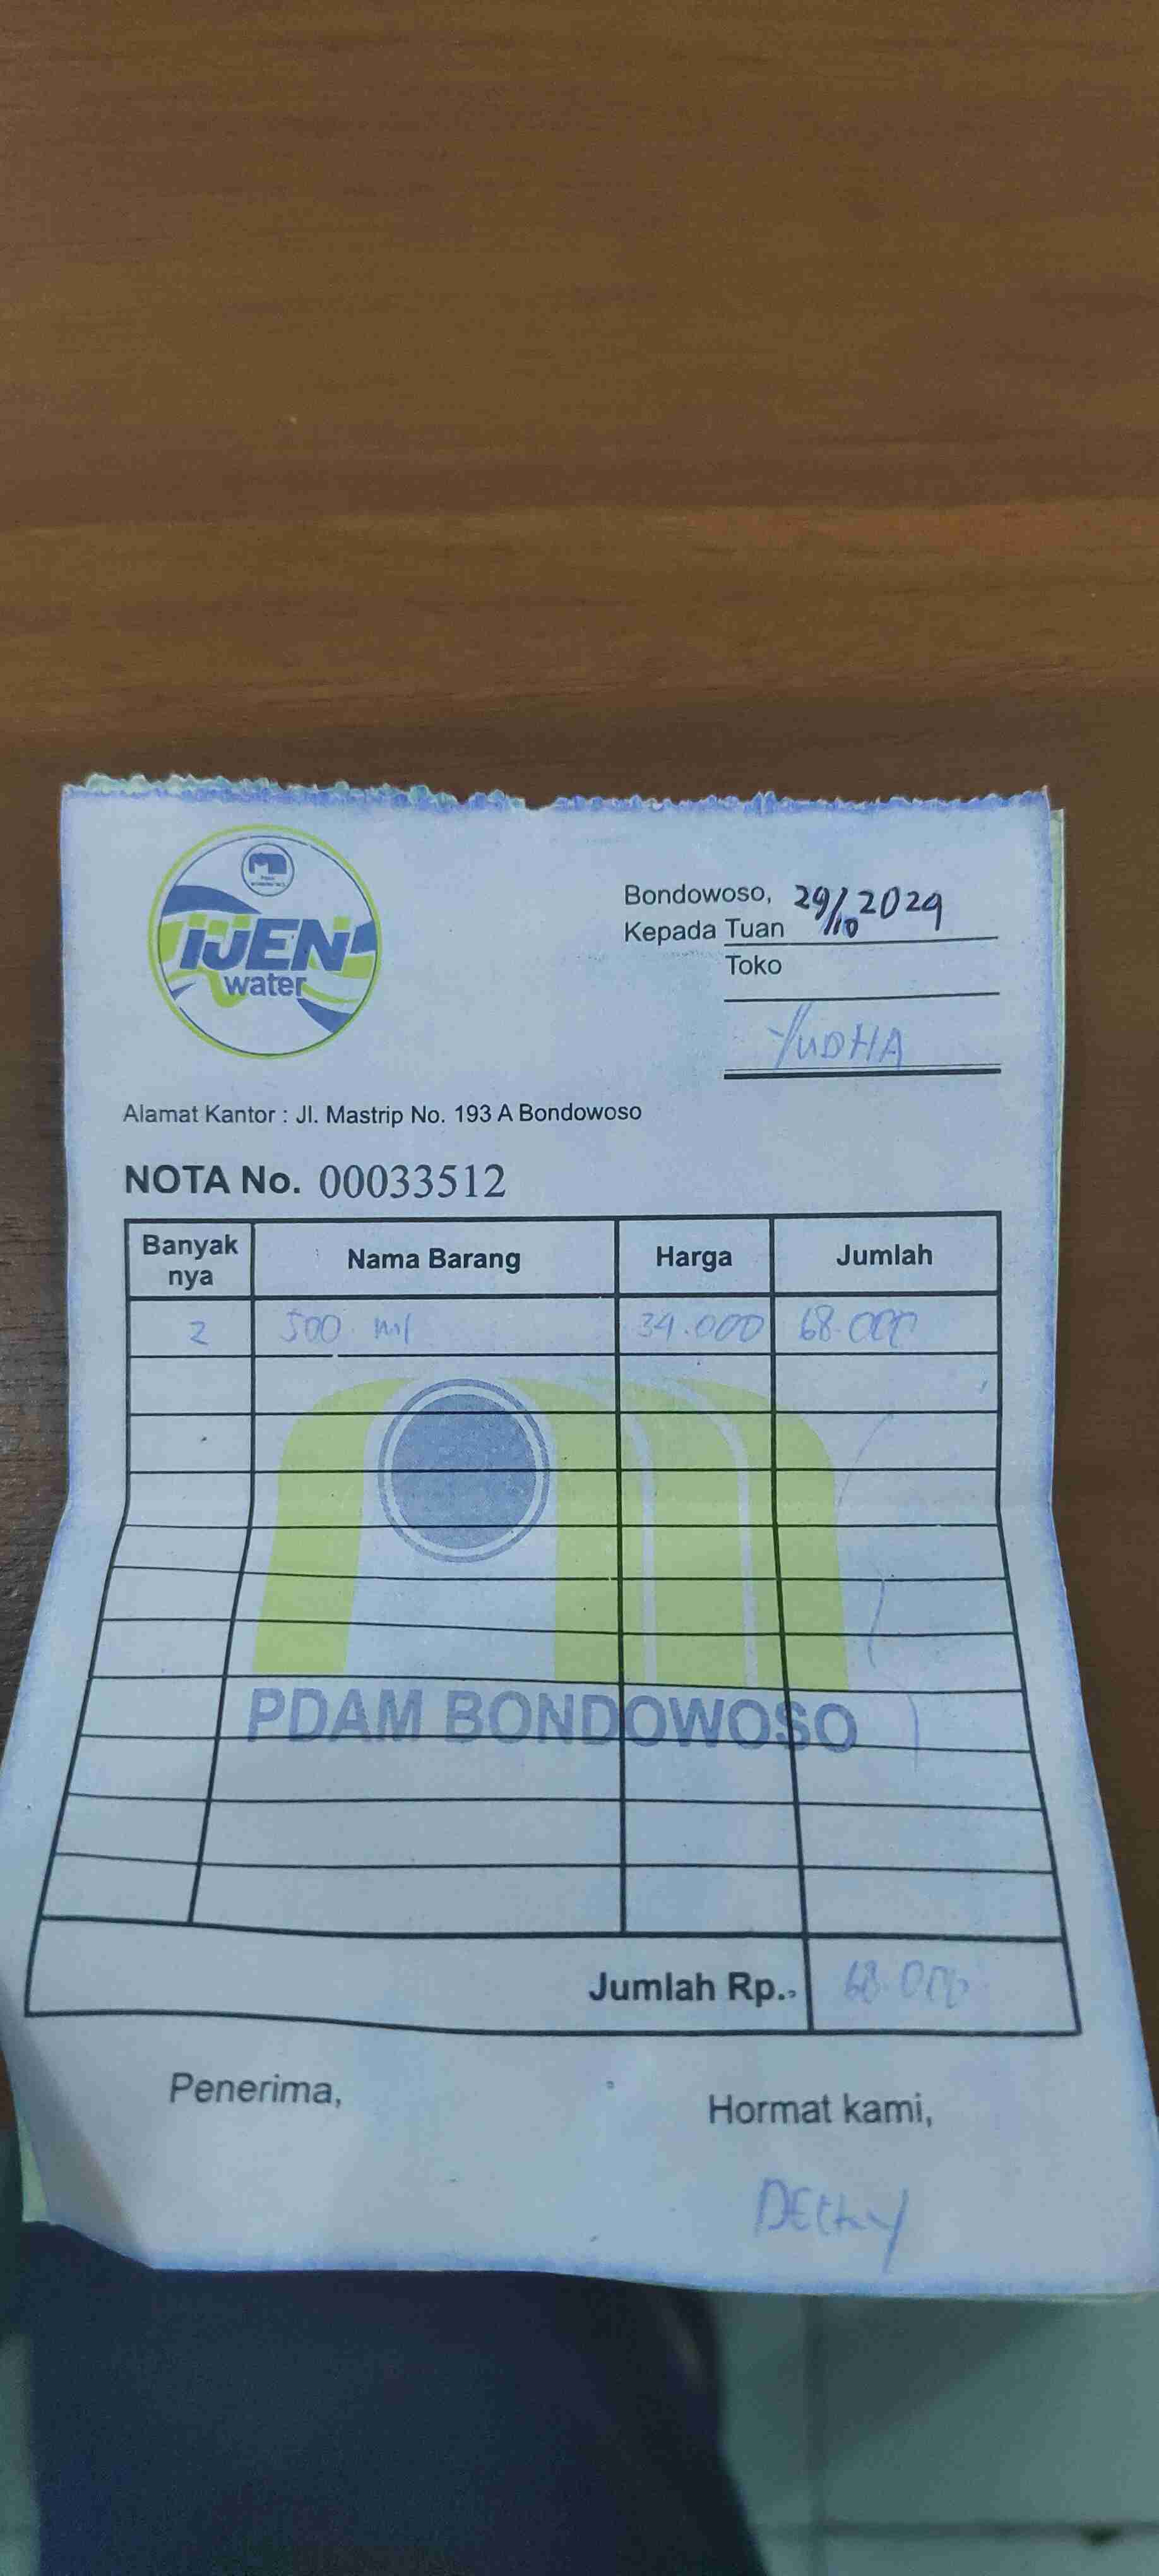 IJEN
water
Bondowoso, 29/10 2024
Kepada Tuan
Toko
YUDHA
Alamat Kantor : Jl. Mastrip No. 193 A Bondowoso
NOTA No. 00033512
Banyak nya Nama Barang Harga Jumlah
2 500 ml 34.000 68.000
PDAM BONDOWOSO
Jumlah Rp. 68.000
Penerima,
Hormat kami,